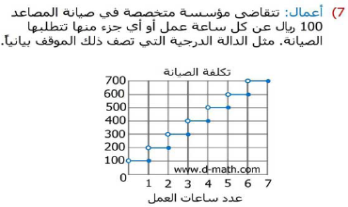 (7 أعمال: تتقاضى مؤسسة متخصصة في صيانة المصاعد
100 ريال عن كل ساعة عمل أو أي جزء منها تتطلبها
الصيانة. مثل الدالة الدرجية التي تصف ذلك الموقف بيانياً.
تكلفة الصيانة
700
600
500
400
300
200
100
www.d-math.com
0 1 2 3 4 5 6 7
عدد ساعات العمل